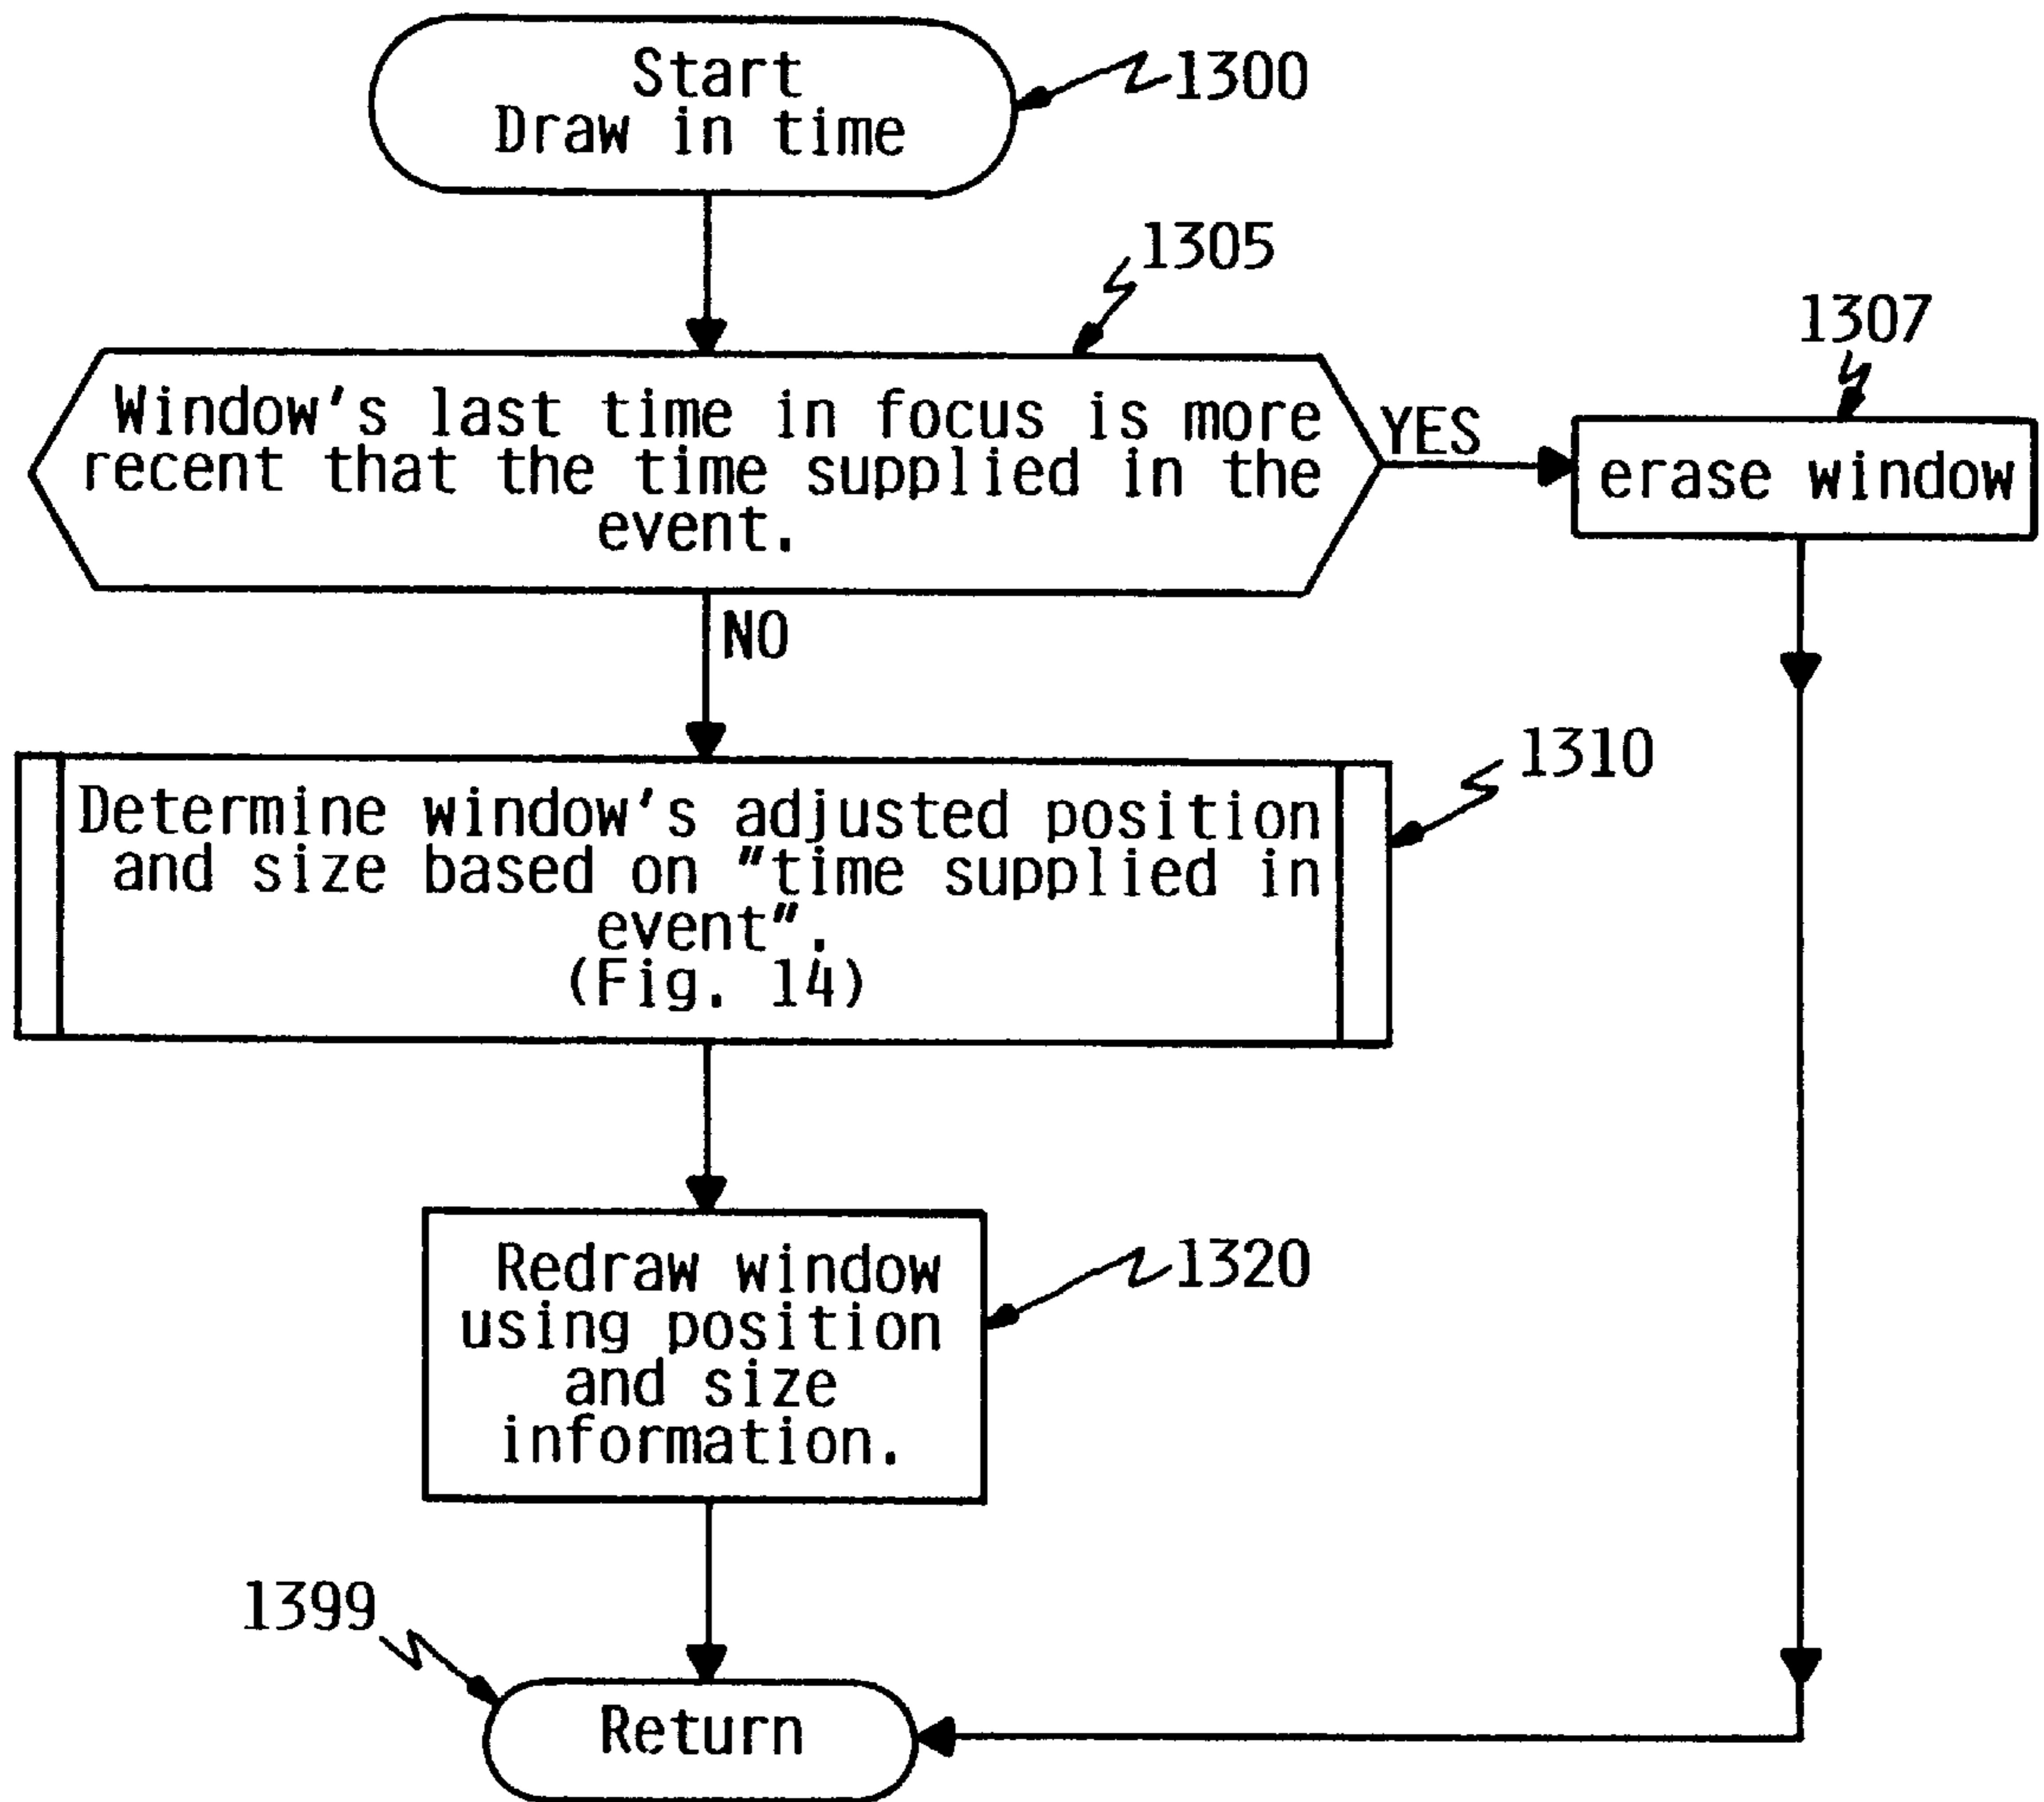 Start
Draw in time
1300
1305
1307
Window's last time in focus is more
recent that the time supplied in the
event.
YES
erase window
NO
1310
Determine window's adjusted position
and size based on "time supplied in
event".
(Fig. 14)
Redraw window
using position
and size
information.
1320
1399
Return